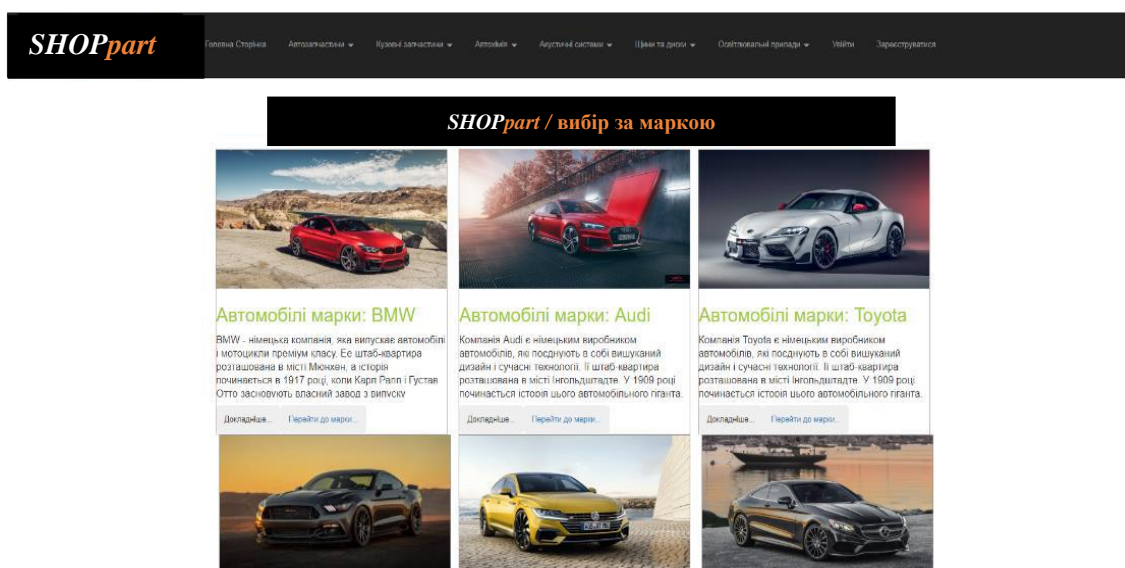 SHOPpart
Головна Сторінка Автозапчастини Кузовні запчастини Автохімія Акустичні системи Шини та диски Освітлювальні прилади Увійти Зареєструватися
SHOPpart / вибір за маркою
Автомобілі марки: BMW
BMW - німецька компанія, яка випускає автомобілі
і мотоцикли преміум класу. Ее штаб-квартира
розташована в місті Мюнхен, а історія
починається в 1917 році, коли Карл Рапп і Густав
Отто засновують власний завод з випуску
Докладніше... Перейти до марки...
Автомобілі марки: Audi
Компанія Audi є німецьким виробником
автомобілів, які поєднують в собі вишуканий
дизайн і сучасні технології. Її штаб-квартира
розташована в місті Інгольдштадте. У 1909 році
починається історія цього автомобільного гіганта.
Докладніше... Перейти до марки...
Автомобілі марки: Toyota
Компанія Toyota є німецьким виробником
автомобілів, які поєднують в собі вишуканий
дизайн і сучасні технології. Її штаб-квартира
розташована в місті Інгольдштадте. У 1909 році
починається історія цього автомобільного гіганта.
Докладніше... Перейти до марки...